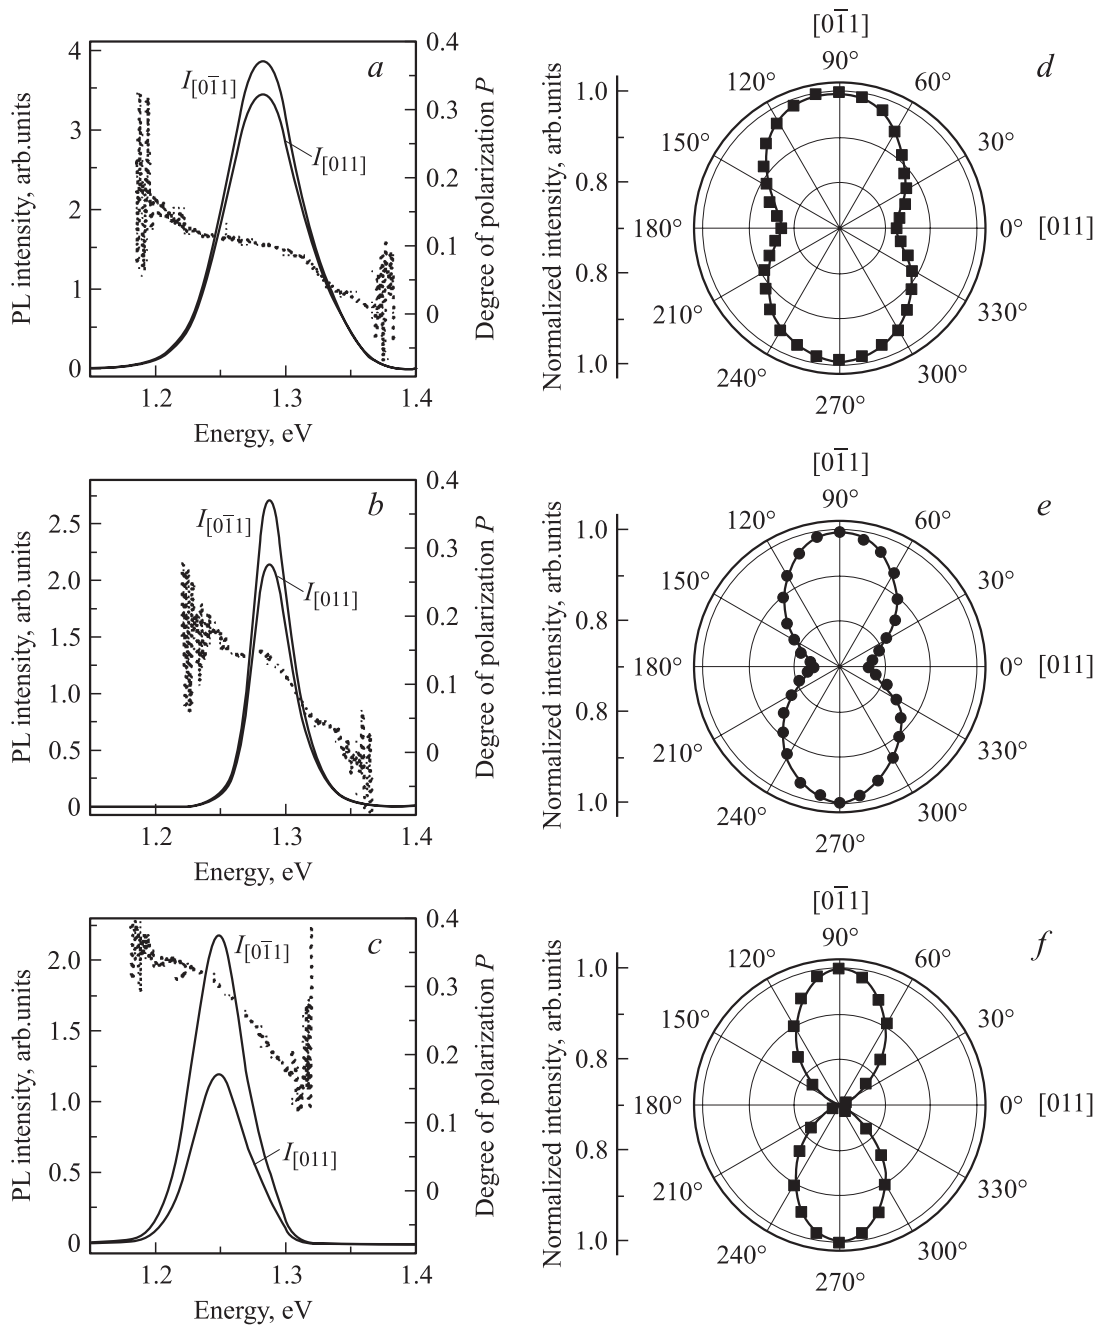 a
I[01̄1]
I[011]
4
3
2
1
0
PL intensity, arb.units
0.4
0.3
0.2
0.1
0
Degree of polarization P
1.2 1.3 1.4
Energy, eV
d
[01̄1]
90°
120° 60°
150° 30°
180° 0° [011]
210° 330°
240° 300°
270°
1.0
0.8
0.8
1.0
Normalized intensity, arb.units
b
I[01̄1]
I[011]
2.5
2.0
1.5
1.0
0.5
0
PL intensity, arb.units
0.4
0.3
0.2
0.1
0
Degree of polarization P
1.2 1.3 1.4
Energy, eV
e
[01̄1]
90°
120° 60°
150° 30°
180° 0° [011]
210° 330°
240° 300°
270°
1.0
0.8
0.8
1.0
Normalized intensity, arb.units
c
I[01̄1]
I[011]
2.0
1.5
1.0
0.5
0
PL intensity, arb.units
0.4
0.3
0.2
0.1
0
Degree of polarization P
1.2 1.3 1.4
Energy, eV
f
[01̄1]
90°
120° 60°
150° 30°
180° 0° [011]
210° 330°
240° 300°
270°
1.0
0.8
0.8
1.0
Normalized intensity, arb.units